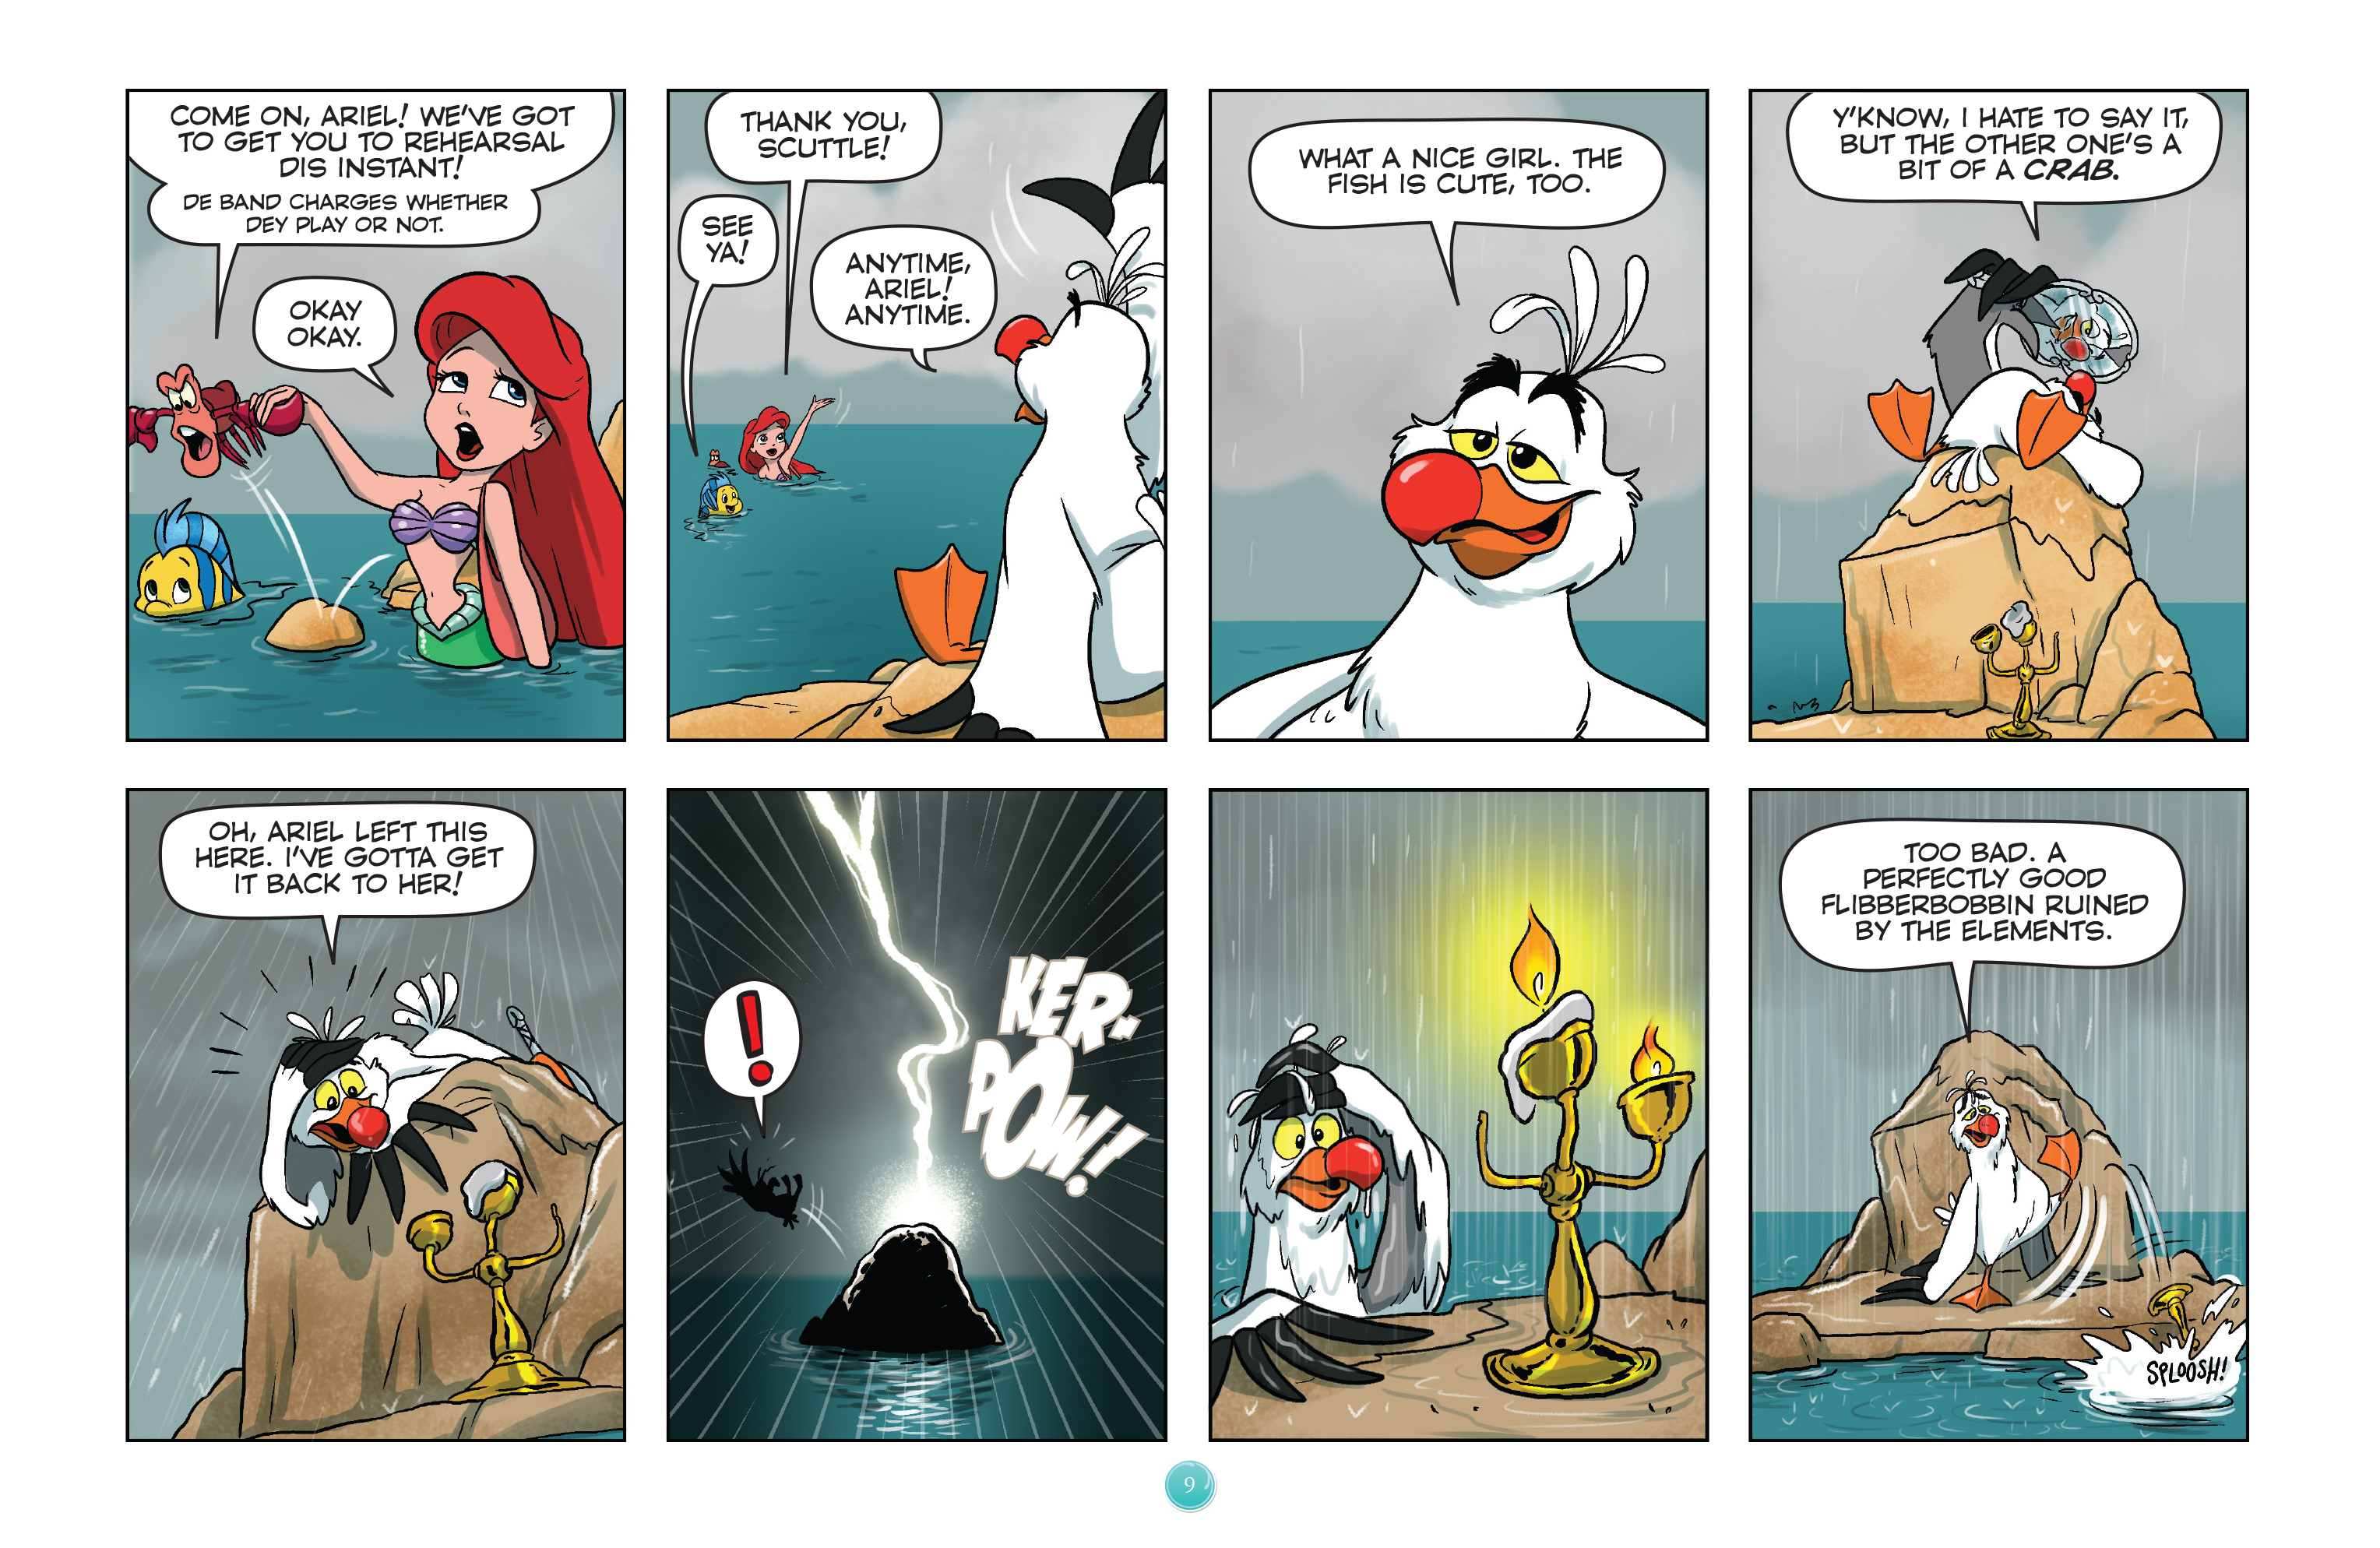 COME ON, ARIEL! WE'VE GOT
TO GET YOU TO REHEARSAL
DIS INSTANT!
DE BAND CHARGES WHETHER
DEY PLAY OR NOT.
OKAY
OKAY.
SEE
YA!
THANK YOU,
SCUTTLE!
ANYTIME,
ARIEL!
ANYTIME.
WHAT A NICE GIRL. THE
FISH IS CUTE, TOO.
Y'KNOW, I HATE TO SAY IT,
BUT THE OTHER ONE'S A
BIT OF A CRAB.
OH, ARIEL LEFT THIS
HERE. I'VE GOTTA GET
IT BACK TO HER!
!
KER-
POW!
TOO BAD. A
PERFECTLY GOOD
FLIBBERBOBBIN RUINED
BY THE ELEMENTS.
SPLOOSH!
9